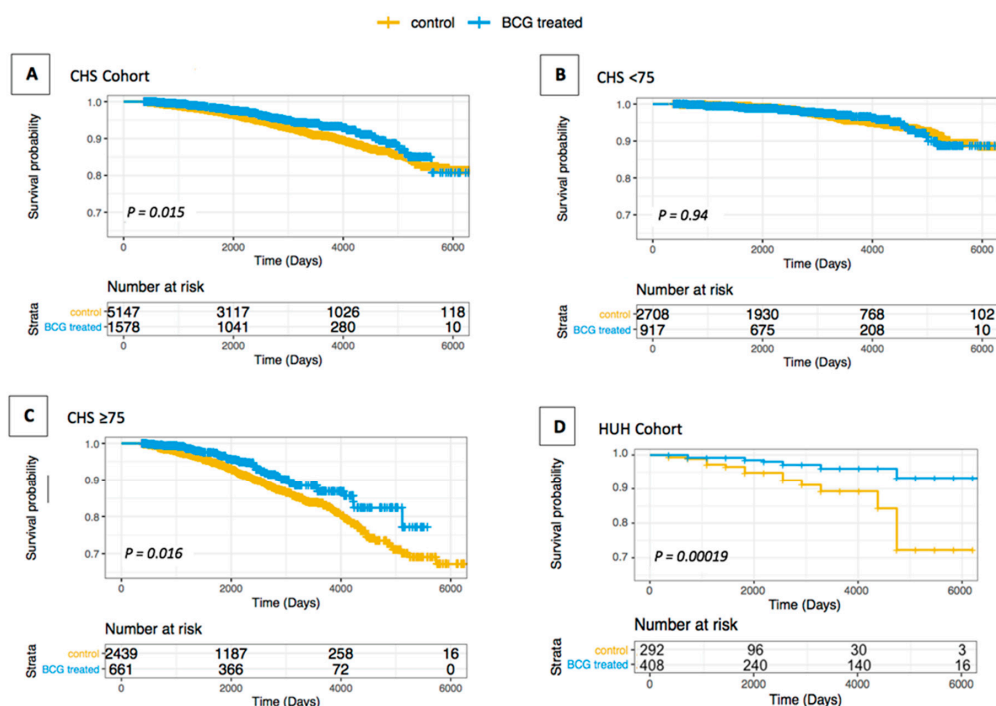 control BCG treated
A CHS Cohort
Survival probability
1.0
0.9
0.8
0.7
P = 0.015
0 2000 4000 6000
Time (Days)
Number at risk
Strata
control 5147 3117 1026 118
BCG treated 1578 1041 280 10
0 2000 4000 6000
Time (Days)
B CHS <75
Survival probability
1.0
0.9
0.8
0.7
P = 0.94
0 2000 4000 6000
Time (Days)
Number at risk
Strata
control 2708 1930 768 102
BCG treated 917 675 208 10
0 2000 4000 6000
Time (Days)
C CHS ≥75
Survival probability
1.0
0.9
0.8
0.7
P = 0.016
0 2000 4000 6000
Time (Days)
Number at risk
Strata
control 2439 1187 258 16
BCG treated 661 366 72 0
0 2000 4000 6000
Time (Days)
D HUH Cohort
Survival probability
1.0
0.9
0.8
0.7
P = 0.00019
0 2000 4000 6000
Time (Days)
Number at risk
Strata
control 292 96 30 3
BCG treated 408 240 140 16
0 2000 4000 6000
Time (Days)